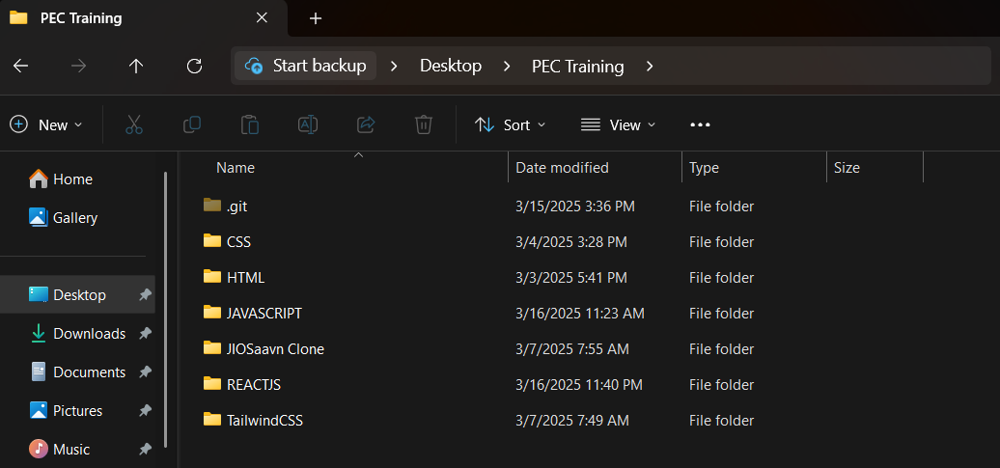 PEC Training
Start backup > Desktop > PEC Training >
New Sort View
Home
Gallery
Desktop
Downloads
Documents
Pictures
Music
Name Date modified Type Size
.git 3/15/2025 3:36 PM File folder
CSS 3/4/2025 3:28 PM File folder
HTML 3/3/2025 5:41 PM File folder
JAVASCRIPT 3/16/2025 11:23 AM File folder
JIOSaavn Clone 3/7/2025 7:55 AM File folder
REACTJS 3/16/2025 11:40 PM File folder
TailwindCSS 3/7/2025 7:49 AM File folder